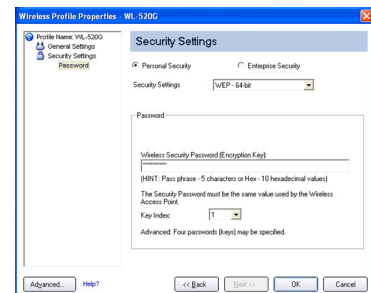 Wireless Profile Properties - WL-520G
Profile Name: WL-520G
General Settings
Security Settings
Password
Security Settings
Personal Security
Enterprise Security
Security Settings
WEP - 64-bit
Password
Wireless Security Password (Encryption Key):
**********
(HINT: Pass phrase - 5 characters or Hex - 10 hexadecimal values)
The Security Password must be the same value used by the Wireless
Access Point.
Key Index:
1
Advanced: Four passwords (keys) may be specified.
Advanced...
Help?
<< Back
Next >>
OK
Cancel